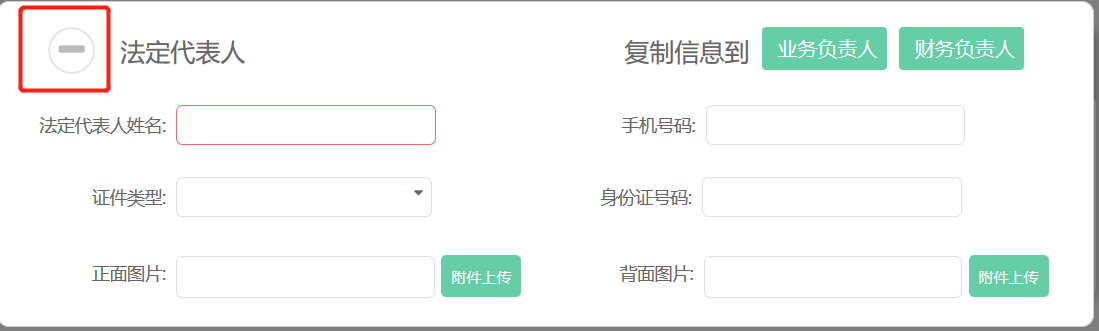 法定代表人 复制信息到 业务负责人 财务负责人
法定代表人姓名: 手机号码:
证件类型: 身份证号码:
正面图片: 附件上传 背面图片: 附件上传